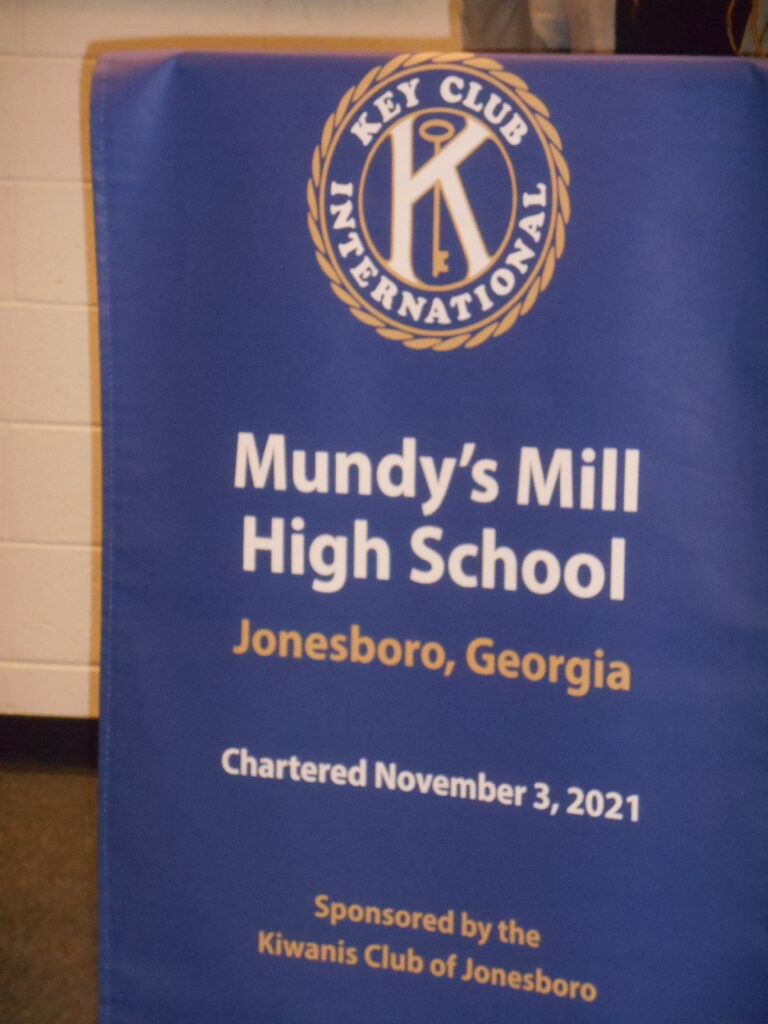 KEY CLUB
INTERNATIONAL
K
Mundy's Mill
High School
Jonesboro, Georgia
Chartered November 3, 2021
Sponsored by the
Kiwanis Club of Jonesboro